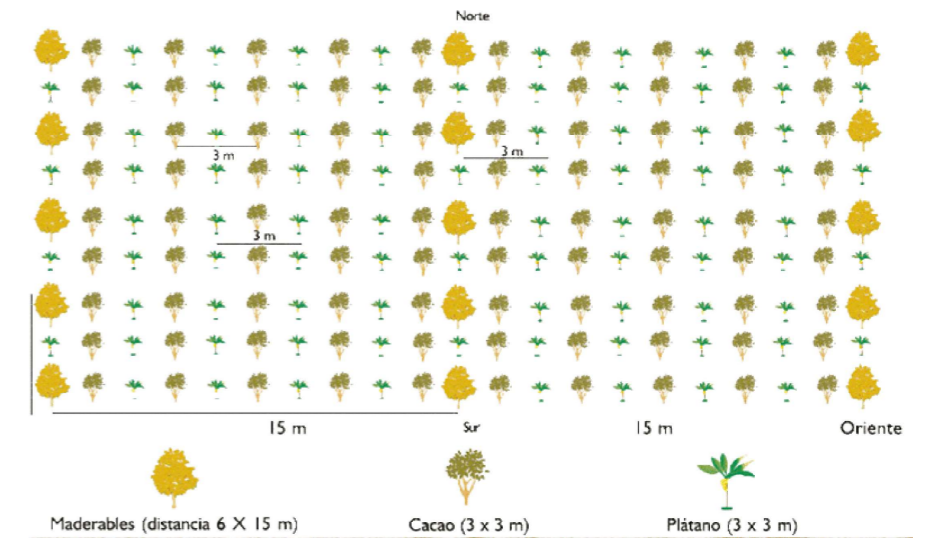 Norte
3 m
3 m
3 m
15 m
Sur
15 m
Oriente
Maderables (distancia 6 X 15 m)
Cacao (3 x 3 m)
Plátano (3 x 3 m)